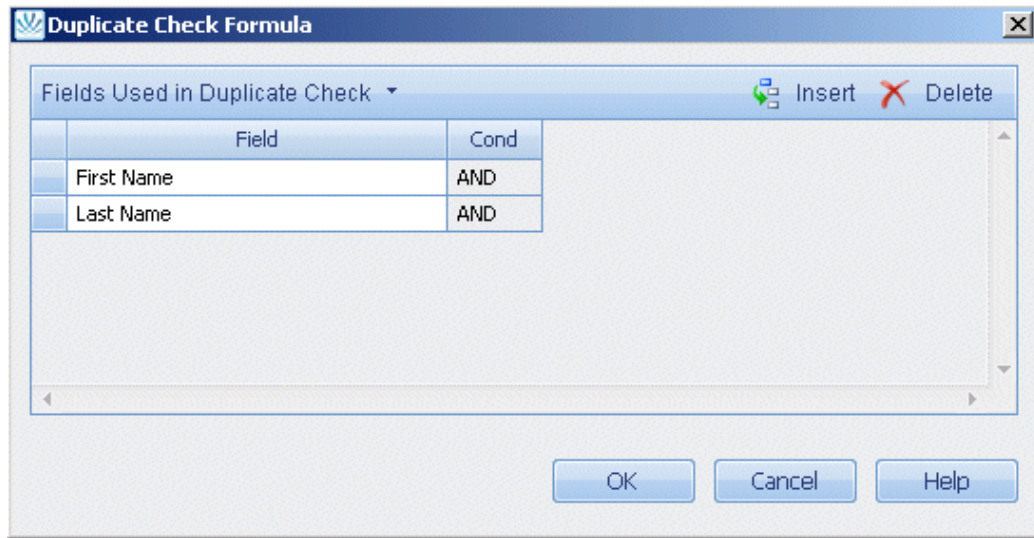 Duplicate Check Formula
Fields Used in Duplicate Check Insert Delete
Field Cond
First Name AND
Last Name AND
OK Cancel Help